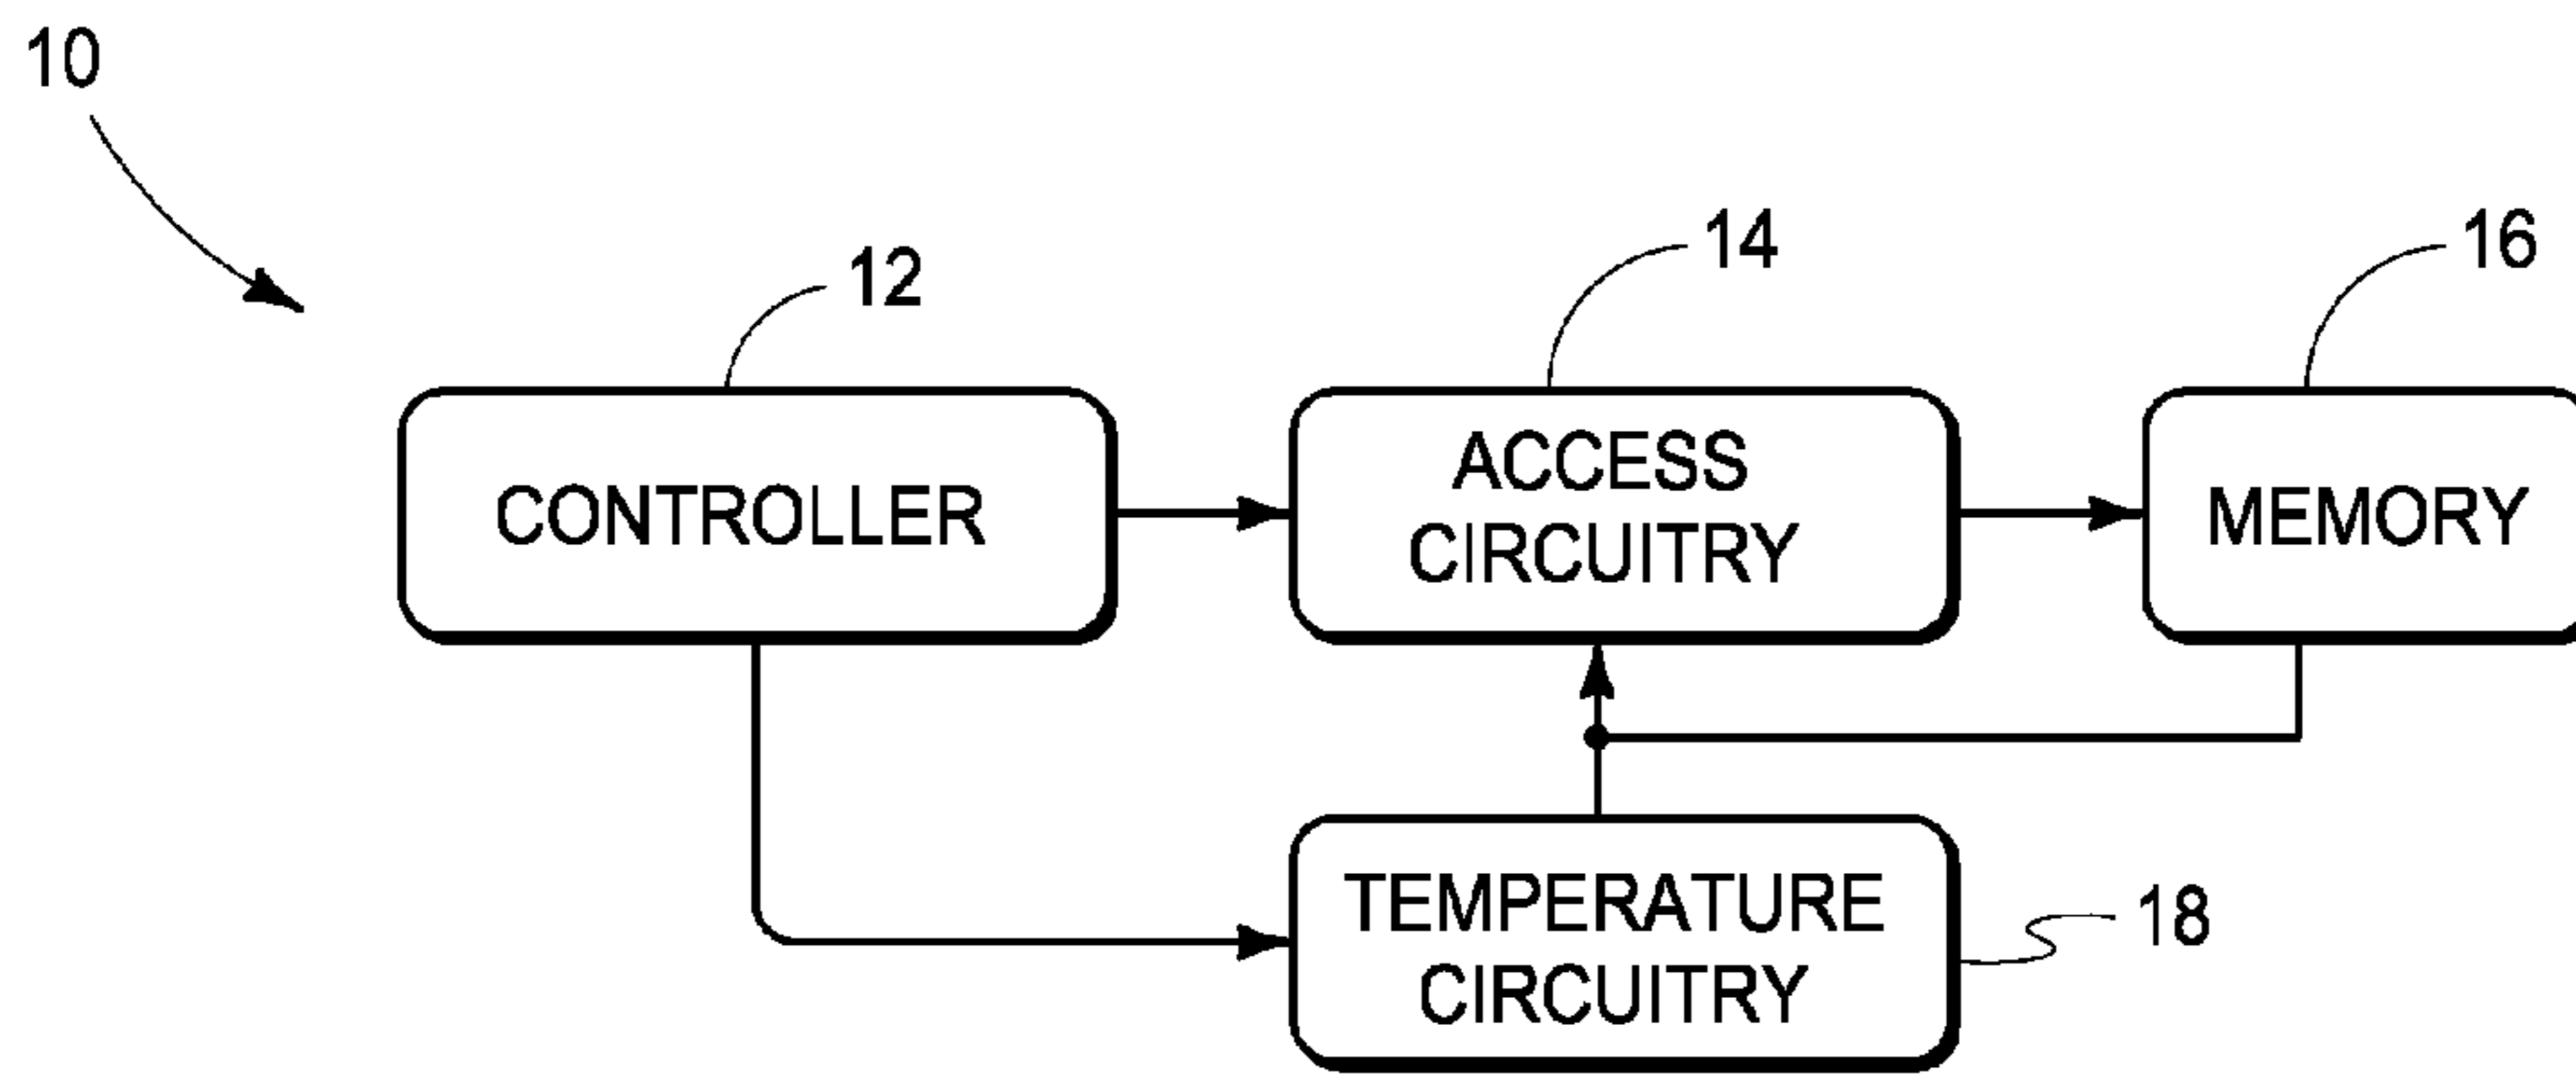 10
12
14
16
CONTROLLER
ACCESS
CIRCUITRY
MEMORY
TEMPERATURE
CIRCUITRY
18